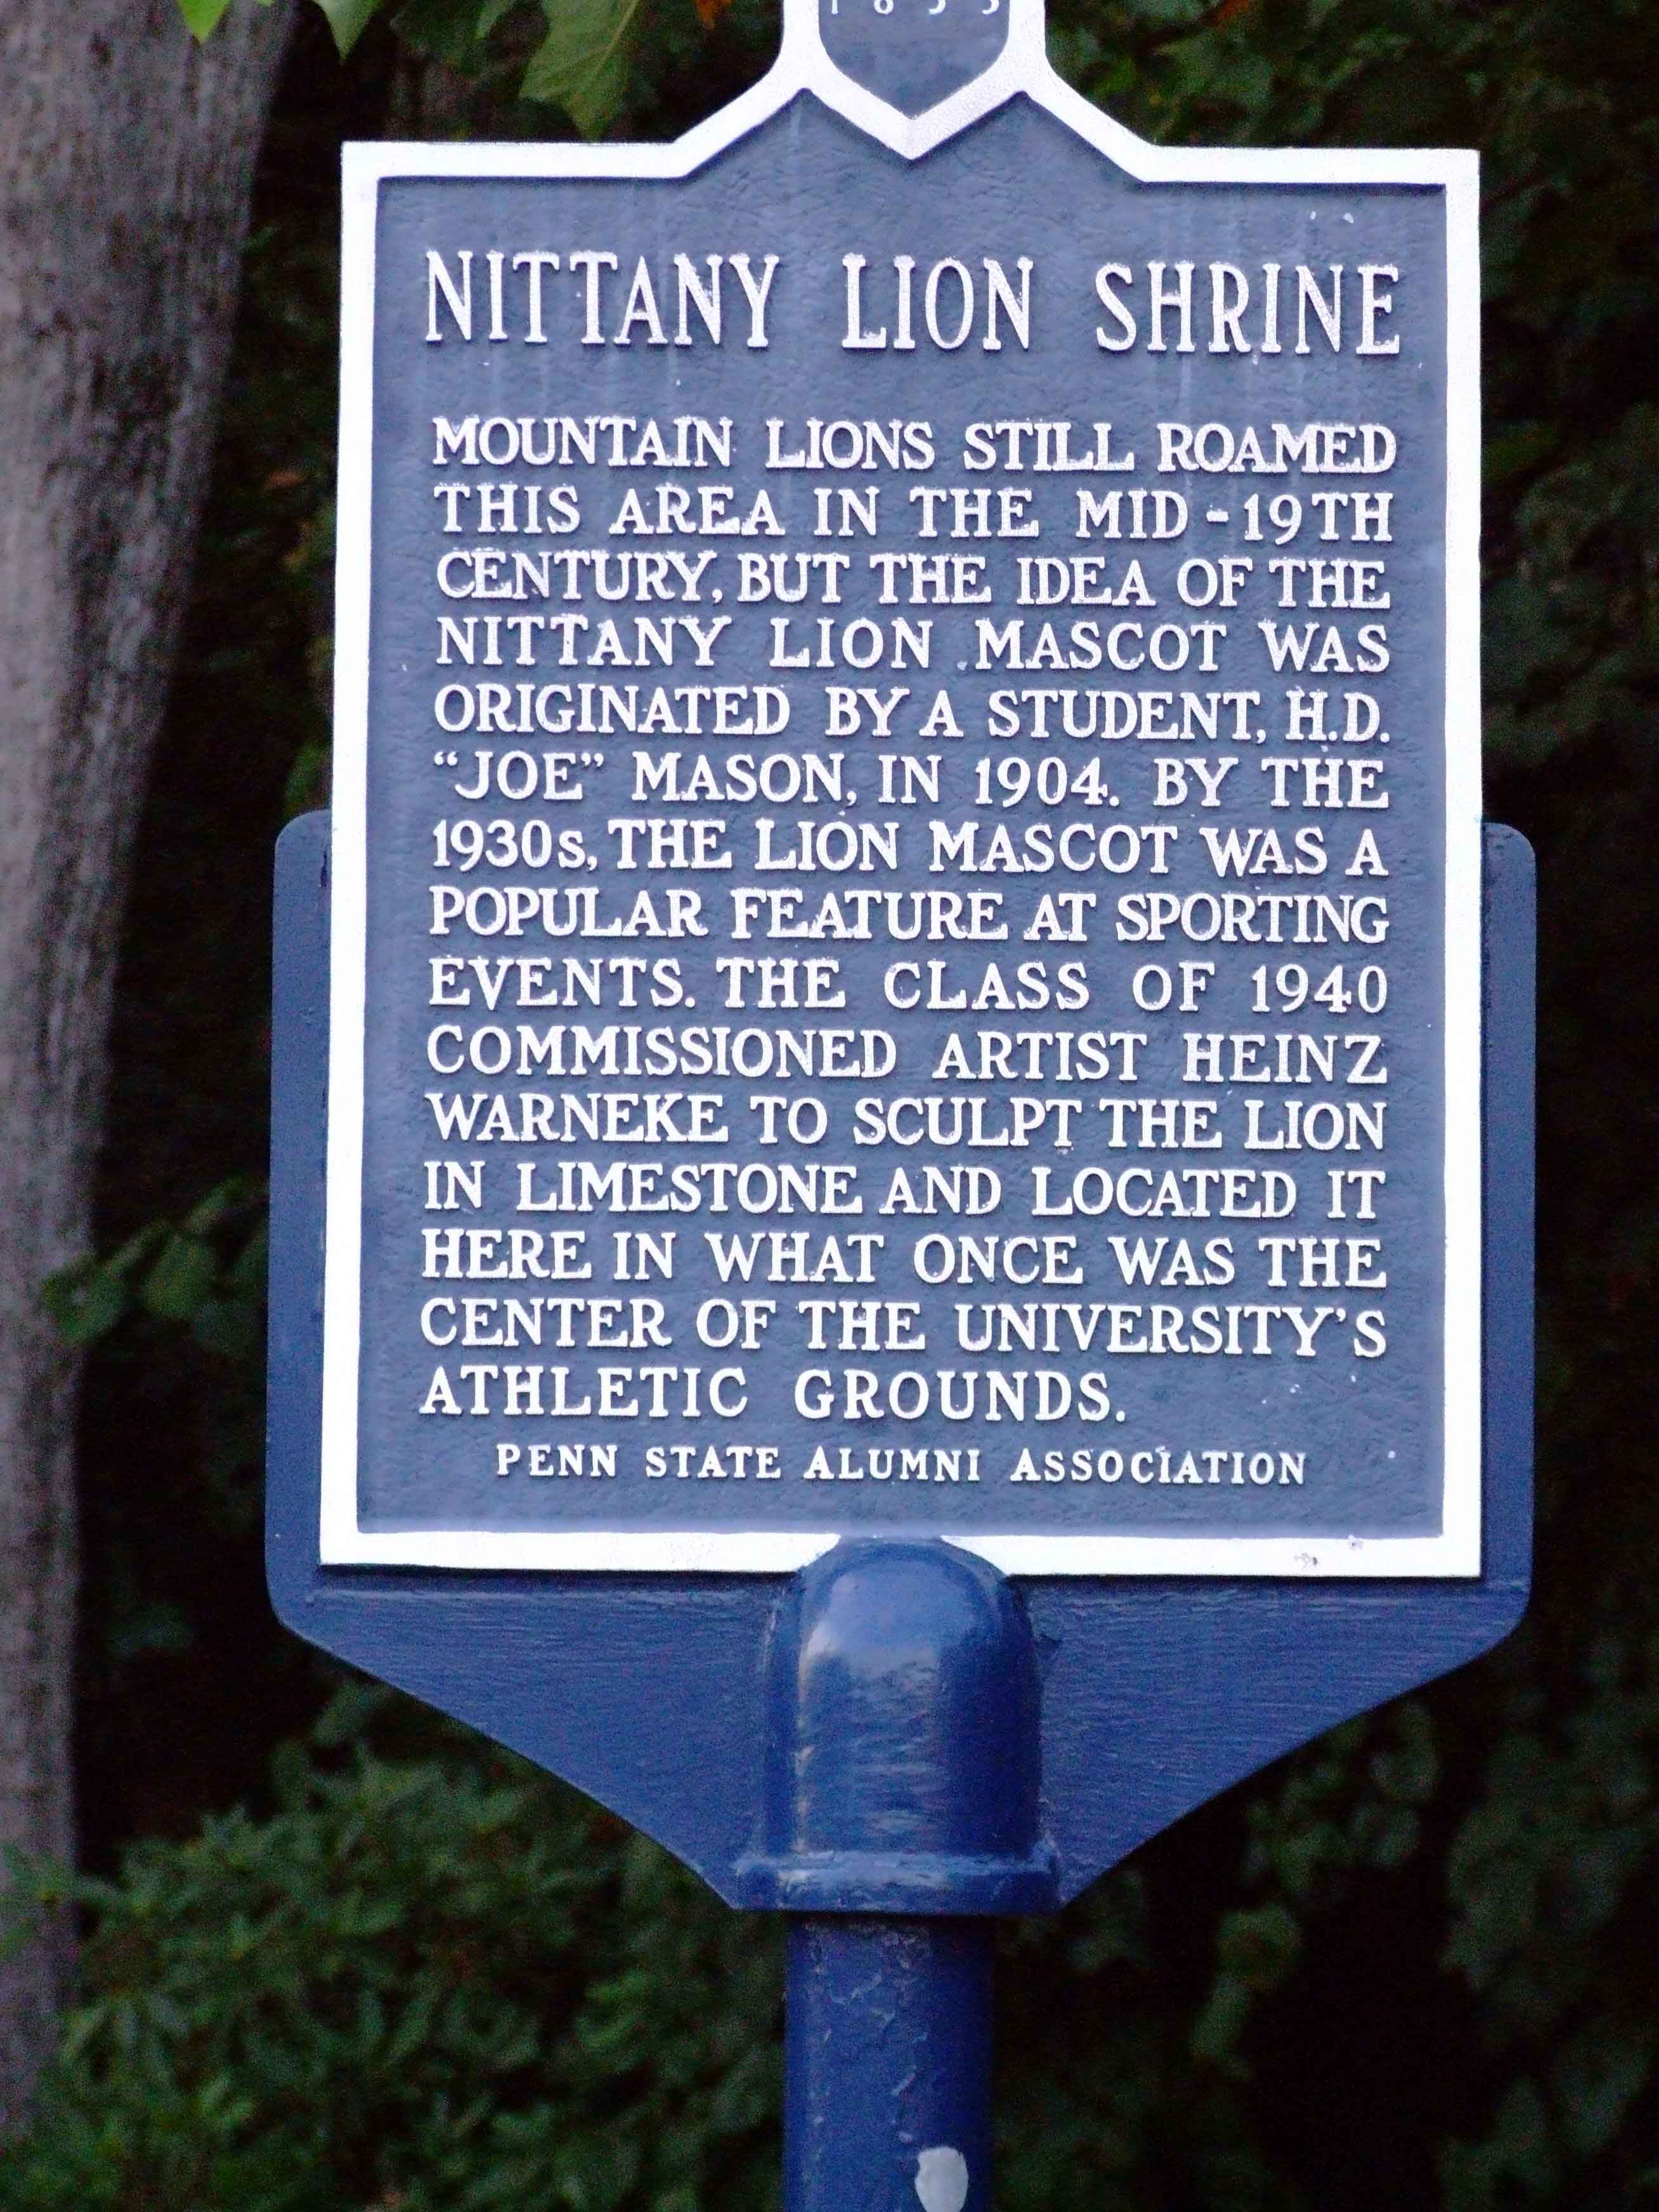 1855
NITTANY LION SHRINE
MOUNTAIN LIONS STILL ROAMED
THIS AREA IN THE MID-19TH
CENTURY, BUT THE IDEA OF THE
NITTANY LION MASCOT WAS
ORIGINATED BY A STUDENT, H.D.
“JOE” MASON, IN 1904. BY THE
1930s, THE LION MASCOT WAS A
POPULAR FEATURE AT SPORTING
EVENTS. THE CLASS OF 1940
COMMISSIONED ARTIST HEINZ
WARNEKE TO SCULPT THE LION
IN LIMESTONE AND LOCATED IT
HERE IN WHAT ONCE WAS THE
CENTER OF THE UNIVERSITY’S
ATHLETIC GROUNDS.
PENN STATE ALUMNI ASSOCIATION